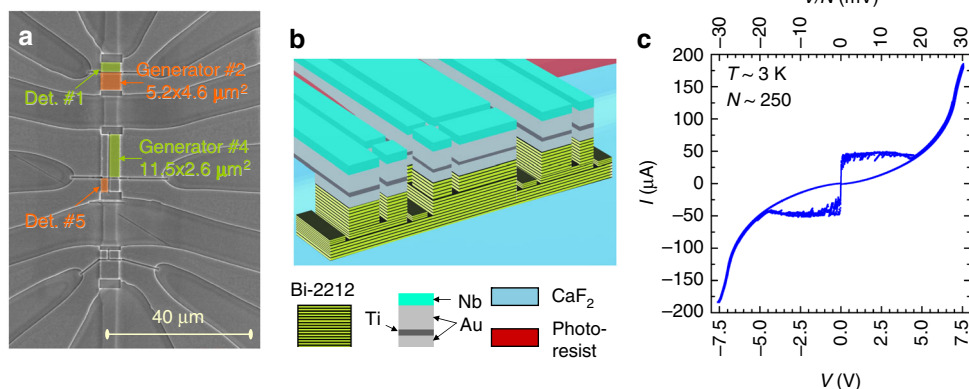 a
Det. #1
Generator #2
5.2x4.6 µm²
Generator #4
11.5x2.6 µm²
Det. #5
40 µm
b
Bi-2212
Ti
Nb
Au
CaF₂
Photo-
resist
c
V/N (mV)
−30 −20 −10 0 10 20 30
T ~ 3 K
N ~ 250
I (µA)
200
150
100
50
0
−50
−100
−150
−200
−7.5 −5.0 −2.5 0.0 2.5 5.0 7.5
V (V)